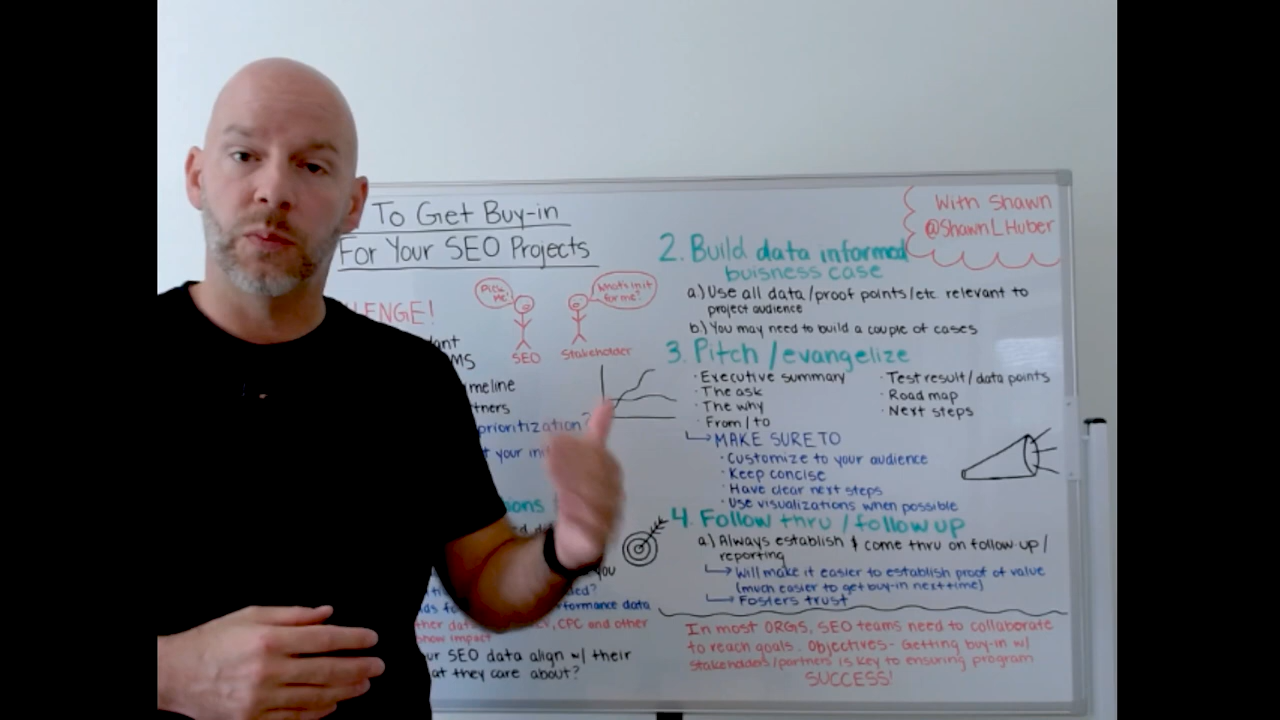 To Get Buy-in
For Your SEO Projects
LENGE!
Pick
ME!
What's in it
for me?
SEO
Stakeholder
meline
prioritization?
your
you
formance data
CPC and other
how impact
SEO data align w/ their
at they care about?
With Shawn
@ShawnLHuber
2. Build data informed
buisness case
a.) Use all data/proof points/etc. relevant to
project audience
b.) You may need to build a couple of cases
3. Pitch/evangelize
· Executive summary
· The ask
· The why
· From/to
· Test result/data points
· Road map
· Next steps
MAKE SURE TO
· Customize to your audience
· Keep concise
· Have clear next steps
· Use visualizations when possible
4. Follow thru/follow up
a.) Always establish & come thru on follow-up/
reporting
Will make it easier to establish proof of value
(much easier to get buy-in next time)
Fosters trust
In most ORGS, SEO teams need to collaborate
to reach goals. Objectives- Getting buy-in w/
stakeholders/partners is key to ensuring program
SUCCESS!